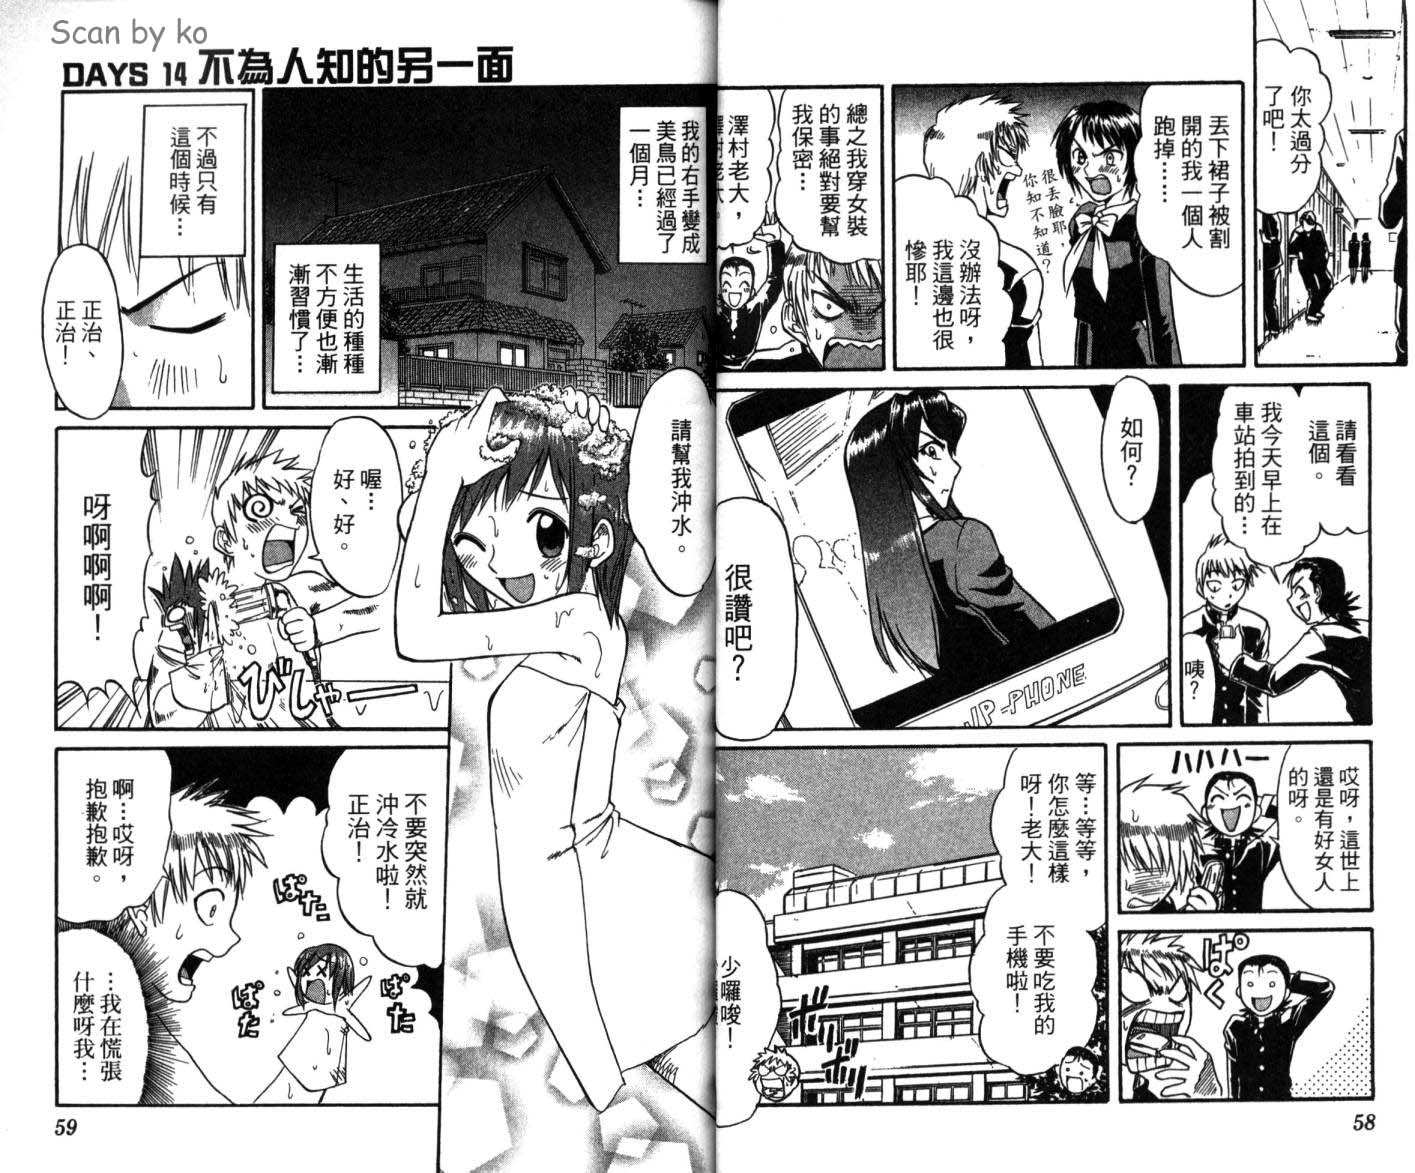 Scan by ko
你太過分
了吧！
丟下裙子被割
開的我一個人
跑掉……
很丟臉耶，
你知不知道？
沒辦法呀，
我這邊也很
慘耶！
總之我穿女裝
的事絕對要幫
我保密…
澤村老大，
請看看
這個。
我今天早上在
車站拍到的…
咦？
如何？
VIP-PHONE
很讚吧？
ハハハハー
哎呀，這世上
還是有好女人
的呀。
ぱく
等…等等，
你怎麼這樣
呀！老大！
不要吃我的
手機啦！
少囉唆！
58
DAYS 14 不為人知的另一面
我的右手變成
美鳥已經過了
一個月…
生活的種種
不方便也漸
漸習慣了…
不過只有
這個時候…
正治、
正治！
請幫我沖水。
喔…
好、好。
びしゃー
呀啊啊啊！
不要突然就
沖冷水啦！
正治！
ぱた
ぱた
ぱた
ぱた
啊…哎呀，
抱歉抱歉。
…我在慌張
什麼呀我…
59